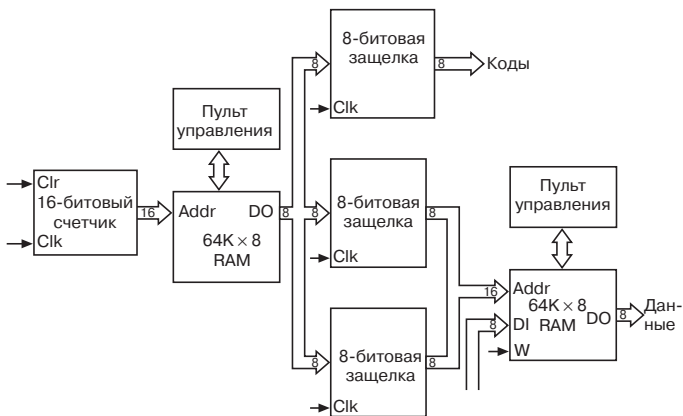 8-битовая
защелка
8
8
Коды
Clk
Пульт
управления
Clr
16-битовый
счетчик
Clk
16
Addr
DO
8
64K × 8
RAM
8-битовая
защелка
8
8
Clk
Пульт
управления
16
Addr
64K × 8
8
DI
RAM
DO
8
Дан-
ные
W
8-битовая
защелка
8
8
Clk